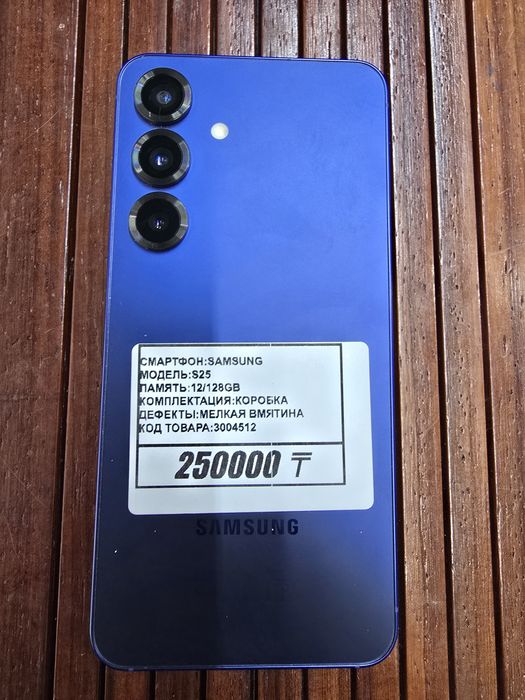 СМАРТФОН:SAMSUNG
МОДЕЛЬ:S25
ПАМЯТЬ:12/128GB
КОМПЛЕКТАЦИЯ:КОРОБКА
ДЕФЕКТЫ:МЕЛКАЯ ВМЯТИНА
КОД ТОВАРА:3004512
250000 ₸
SAMSUNG